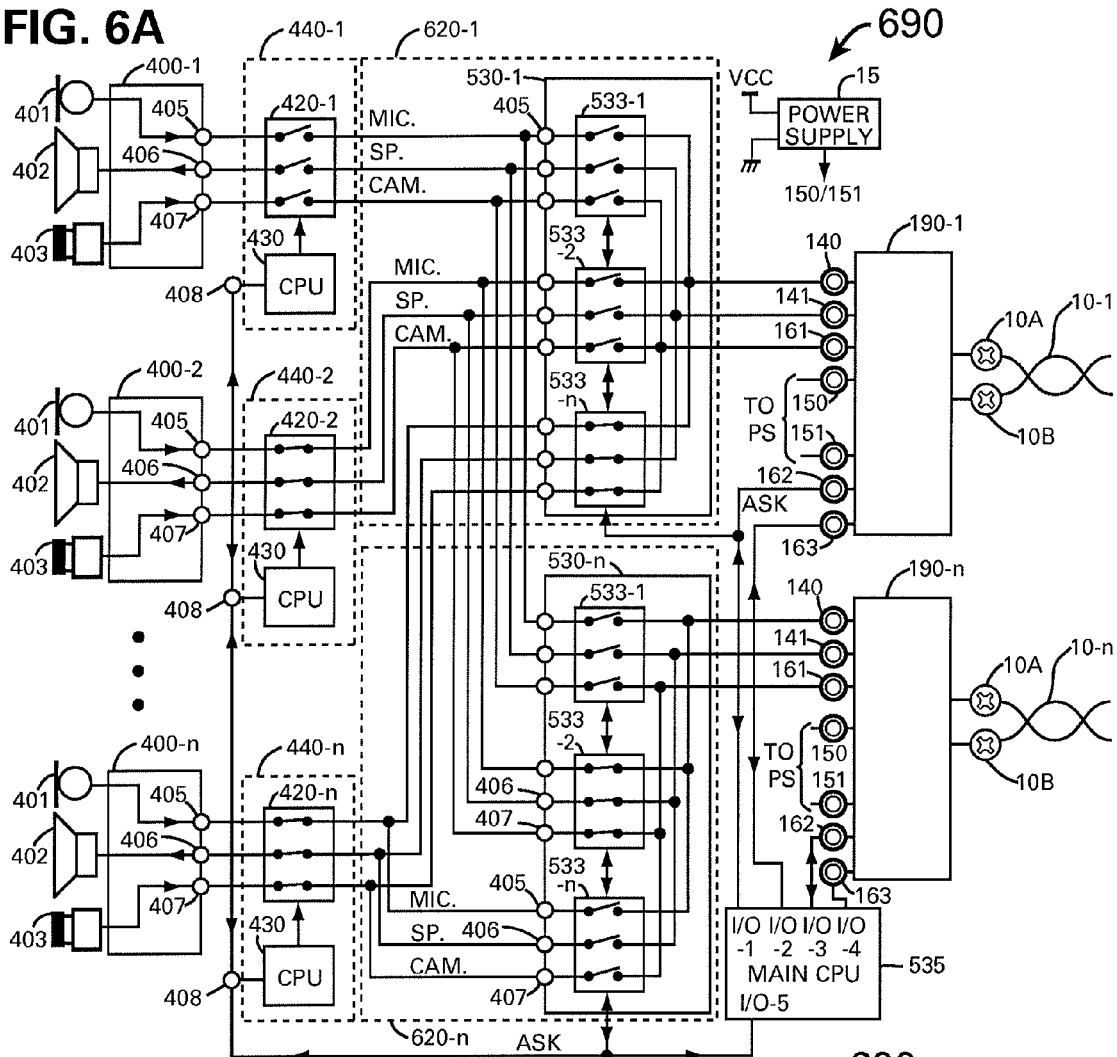 FIG. 6A
440-1
620-1
690
400-1
530-1
VCC
15
401
405
420-1
MIC.
405
533-1
POWER
SUPPLY
406
SP.
402
CAM.
150/151
407
430
533
-2
190-1
403
CPU
MIC.
140
408
SP.
141
10-1
CAM.
161
10A
400-2
440-2
533
-n
150
401
405
420-2
TO
PS
151
10B
406
402
162
ASK
407
163
403
430
530-n
190-n
CPU
533-1
140
408
141
10-n
161
10A
400-n
440-n
533
-2
TO
PS
150
401
405
420-n
406
151
10B
406
407
162
402
407
533
-n
163
MIC.
405
403
430
SP.
406
I/O
-1
I/O
-2
I/O
-3
I/O
-4
CPU
CAM.
MAIN CPU
535
408
407
I/O-5
620-n
ASK